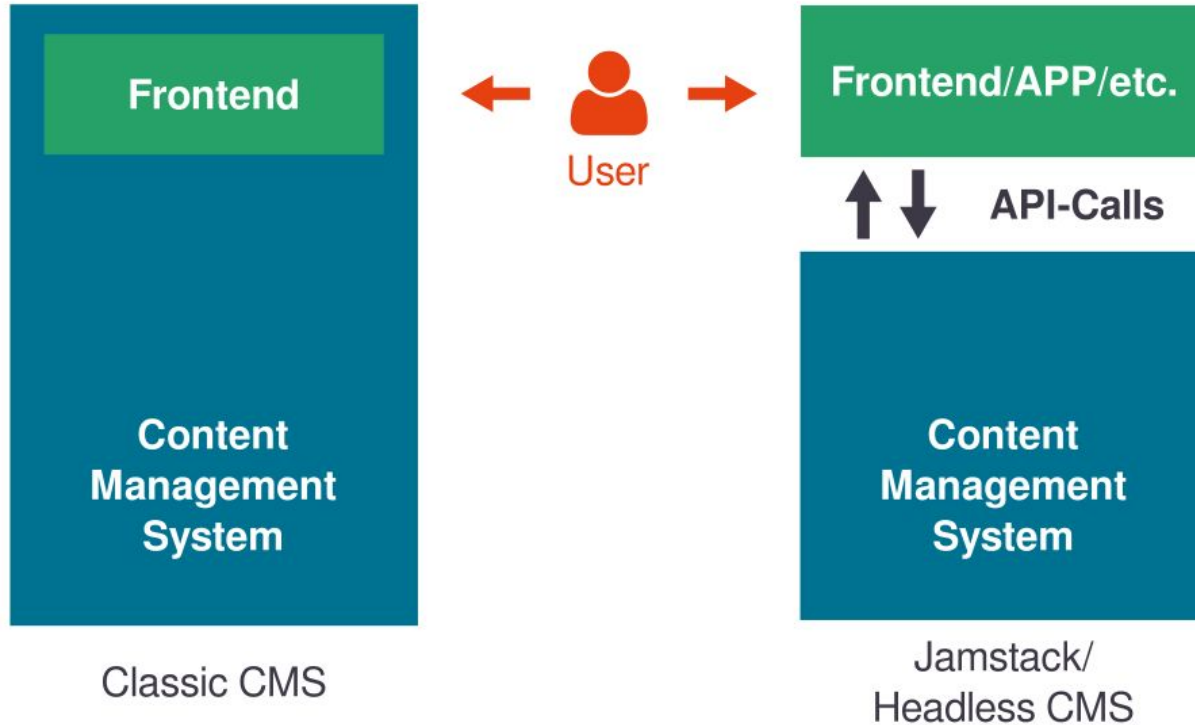 Frontend
Content
Management
System
Classic CMS
User
Frontend/APP/etc.
API-Calls
Content
Management
System
Jamstack/
Headless CMS